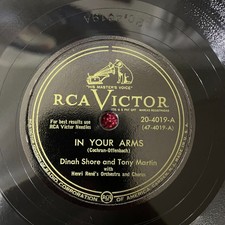 "HIS MASTER'S VOICE"
RCA VICTOR
For best results use
RCA Victor Needles
20-4019-A
(47-4019-A)
IN YOUR ARMS
(Cochran-Offenbach)
Dinah Shore and Tony Martin
with
Henri René's Orchestra and Chorus